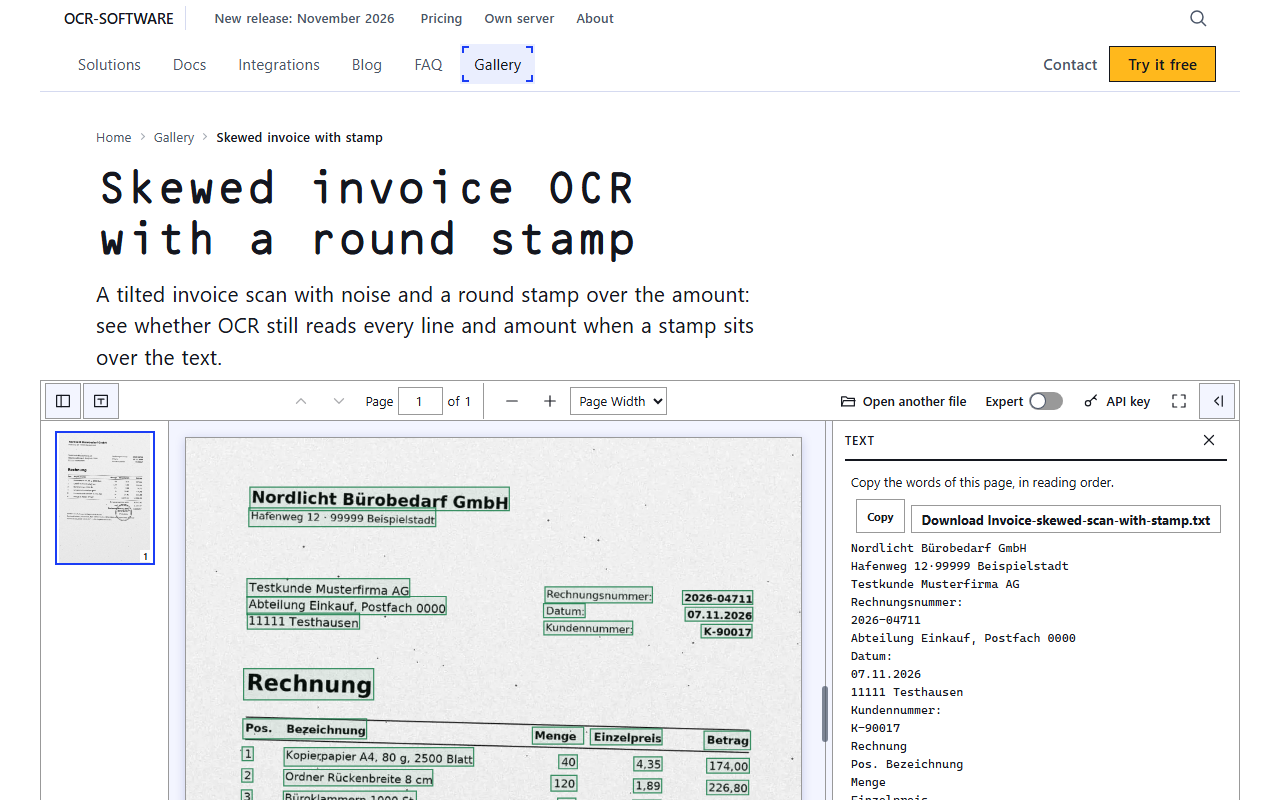 OCR-SOFTWARE
New release: November 2026
Pricing
Own server
About
Solutions
Docs
Integrations
Blog
FAQ
Gallery
Contact
Try it free
Home > Gallery > Skewed invoice with stamp
Skewed invoice OCR
with a round stamp
A tilted invoice scan with noise and a round stamp over the amount:
see whether OCR still reads every line and amount when a stamp sits
over the text.
Page 1 of 1
Page Width
Open another file
Expert
API key
1
Nordlicht Bürobedarf GmbH
Hafenweg 12 · 99999 Beispielstadt
Testkunde Musterfirma AG
Abteilung Einkauf, Postfach 0000
11111 Testhausen
Rechnungsnummer: 2026-04711
Datum: 07.11.2026
Kundennummer: K-90017
Rechnung
Pos. Bezeichnung Menge Einzelpreis Betrag
1 Kopierpapier A4, 80 g, 2500 Blatt 40 4,35 174,00
2 Ordner Rückenbreite 8 cm 120 1,89 226,80
3 Büroklammern 1000 St
TEXT
Copy the words of this page, in reading order.
Copy
Download Invoice-skewed-scan-with-stamp.txt
Nordlicht Bürobedarf GmbH
Hafenweg 12·99999 Beispielstadt
Testkunde Musterfirma AG
Rechnungsnummer:
2026-04711
Abteilung Einkauf, Postfach 0000
Datum:
07.11.2026
11111 Testhausen
Kundennummer:
K-90017
Rechnung
Pos. Bezeichnung
Menge
Einzelpreis